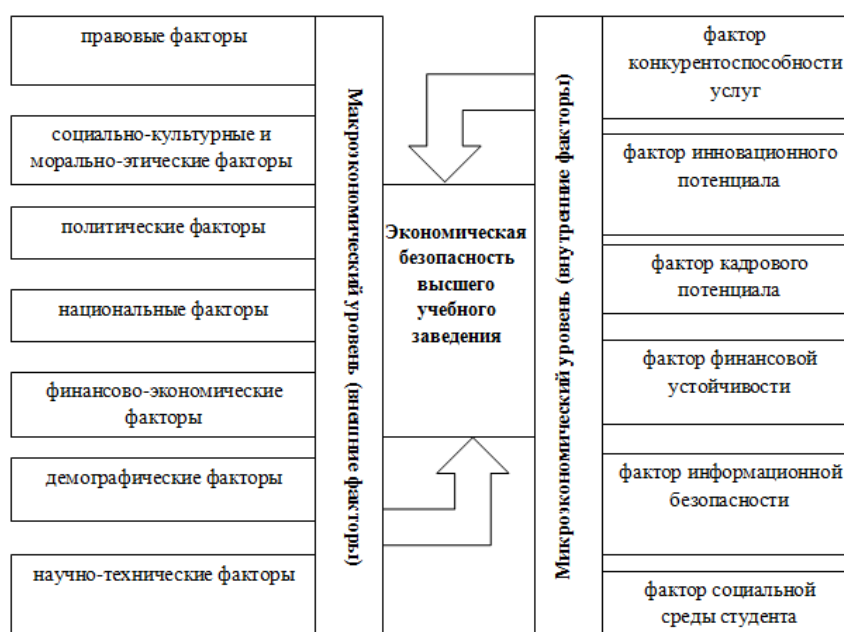 правовые факторы
социально-культурные и
морально-этические факторы
политические факторы
национальные факторы
финансово-экономические
факторы
демографические факторы
научно-технические факторы
Макроэкономический уровень (внешние факторы)
Экономическая
безопасность
высшего
учебного
заведения
Микроэкономический уровень (внутренние факторы)
фактор
конкурентоспособности
услуг
фактор инновационного
потенциала
фактор кадрового
потенциала
фактор финансовой
устойчивости
фактор информационной
безопасности
фактор социальной
среды студента